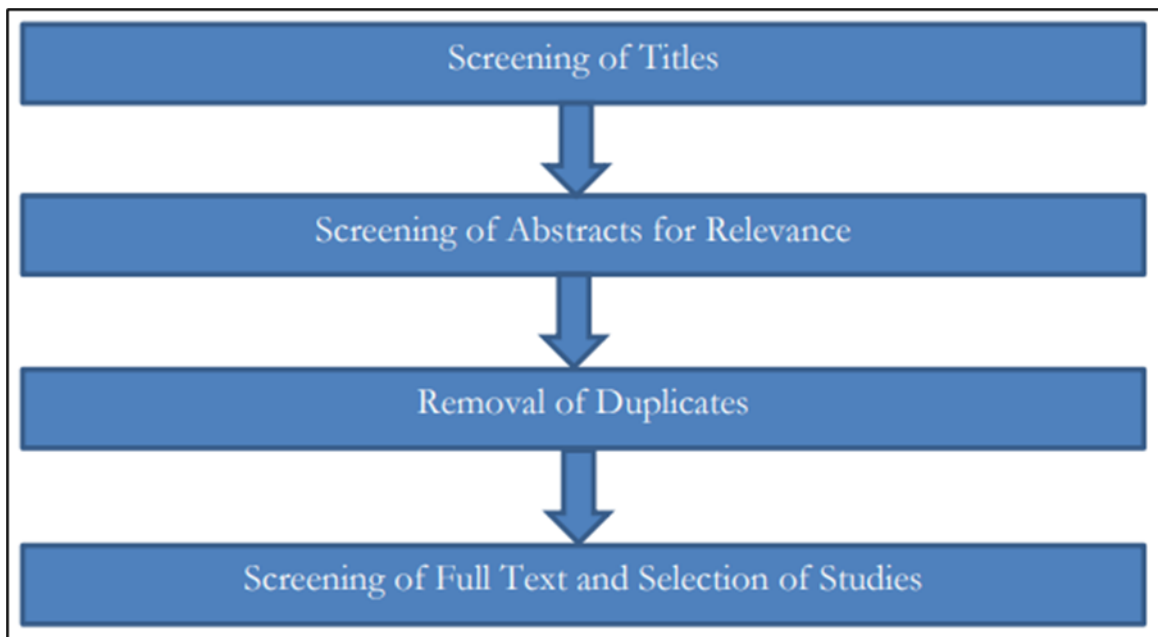 Screening of Titles
Screening of Abstracts for Relevance
Removal of Duplicates
Screening of Full Text and Selection of Studies